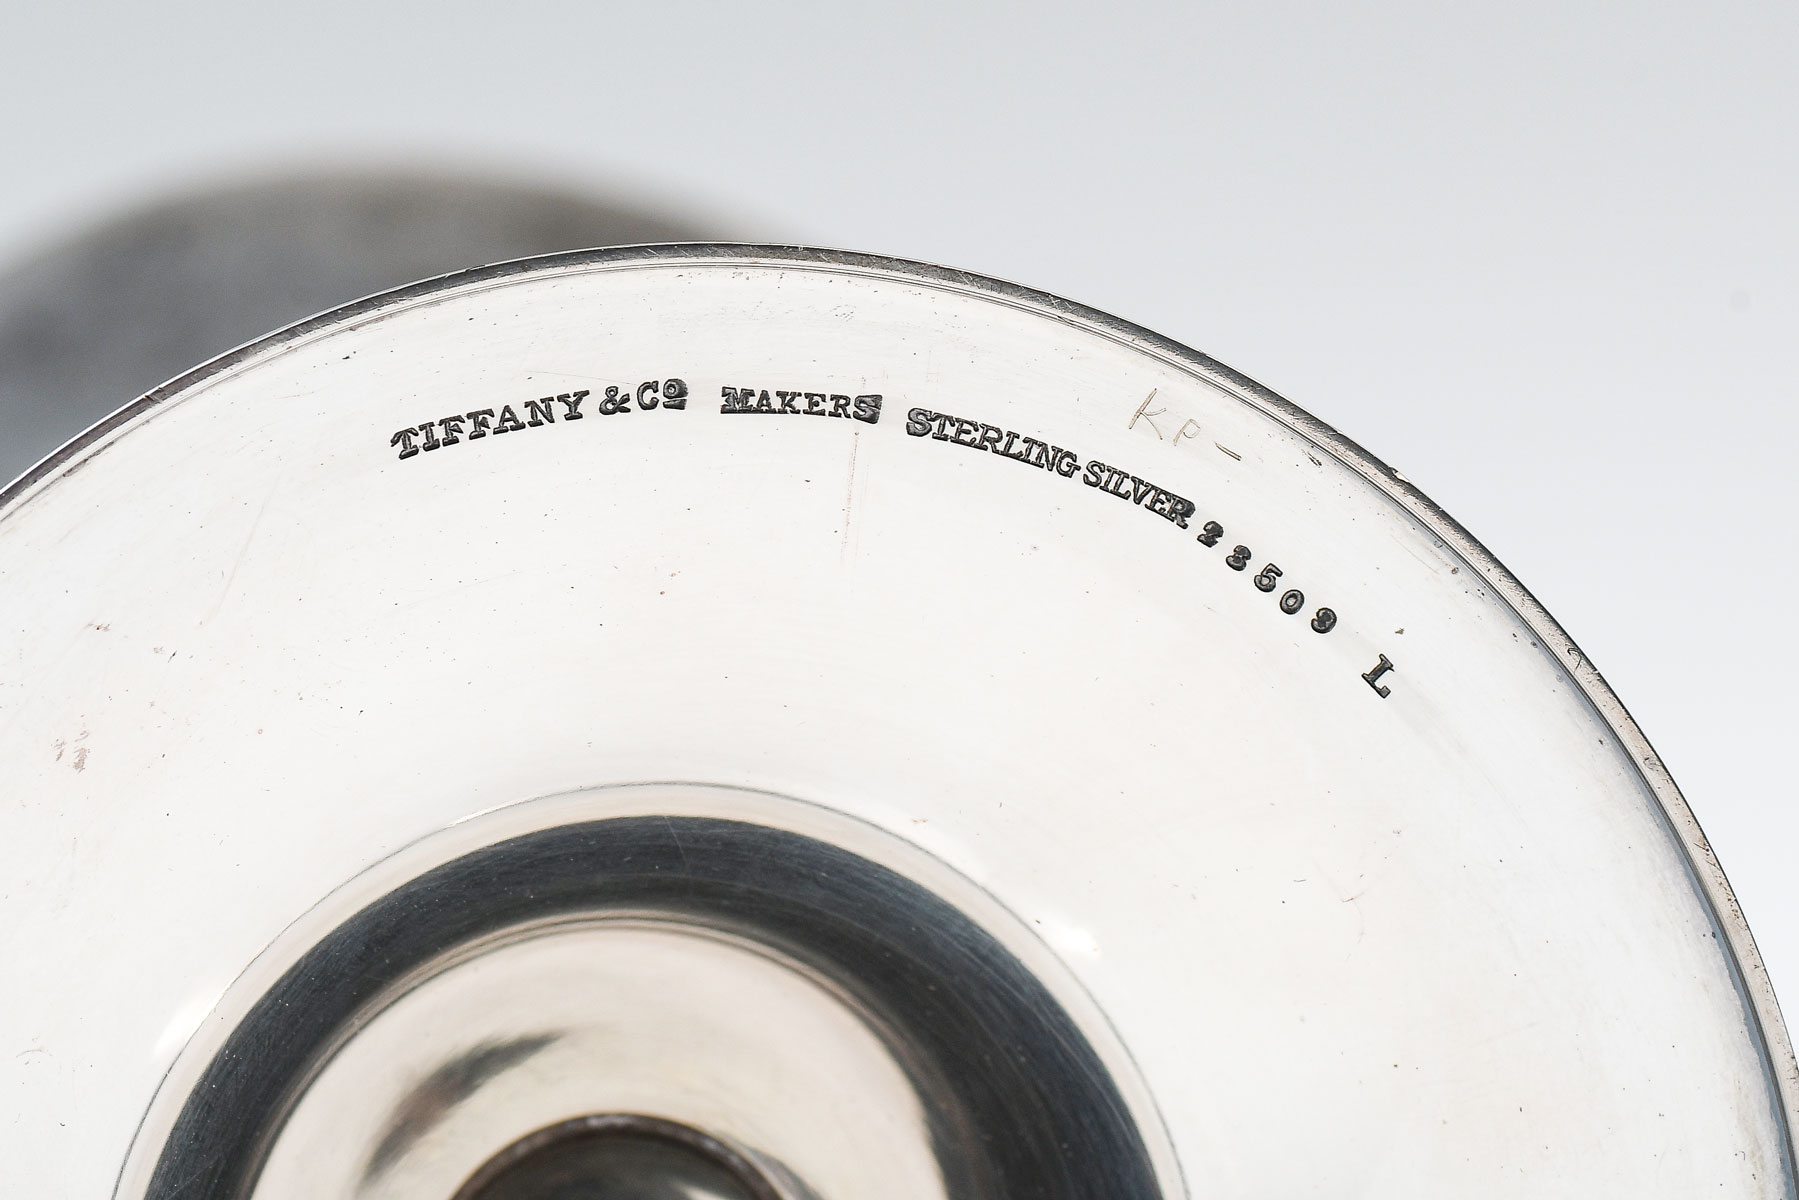 TIFFANY & Cº MAKERS STERLING SILVER 23509 L
KP-